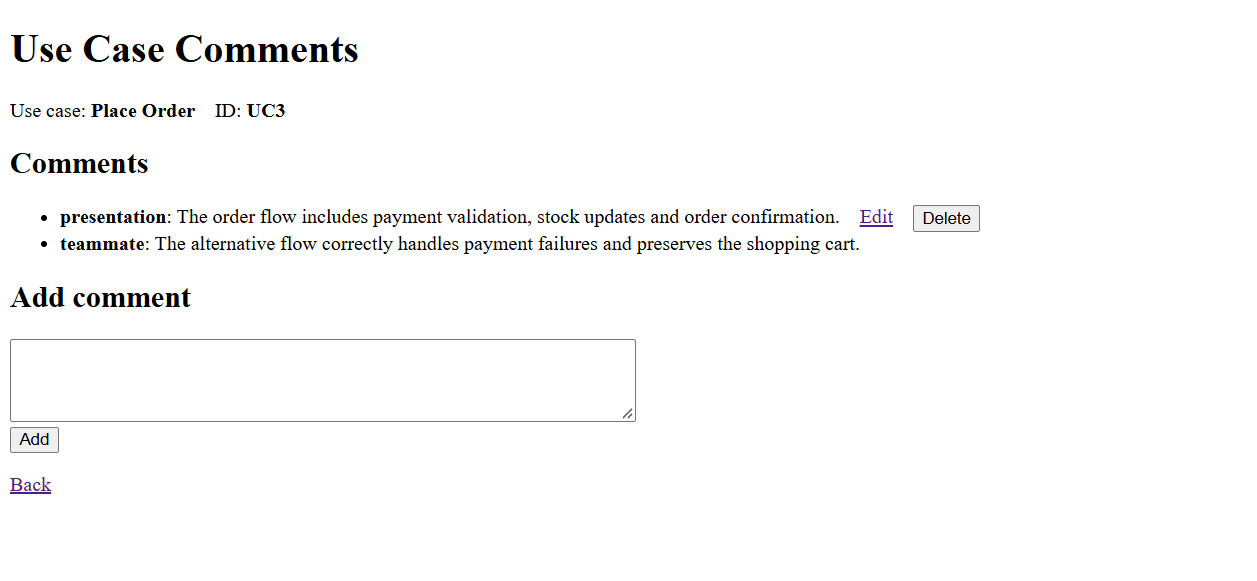 Use Case Comments
Use case: Place Order ID: UC3
Comments
presentation: The order flow includes payment validation, stock updates and order confirmation. Edit Delete
teammate: The alternative flow correctly handles payment failures and preserves the shopping cart.
Add comment
Add
Back